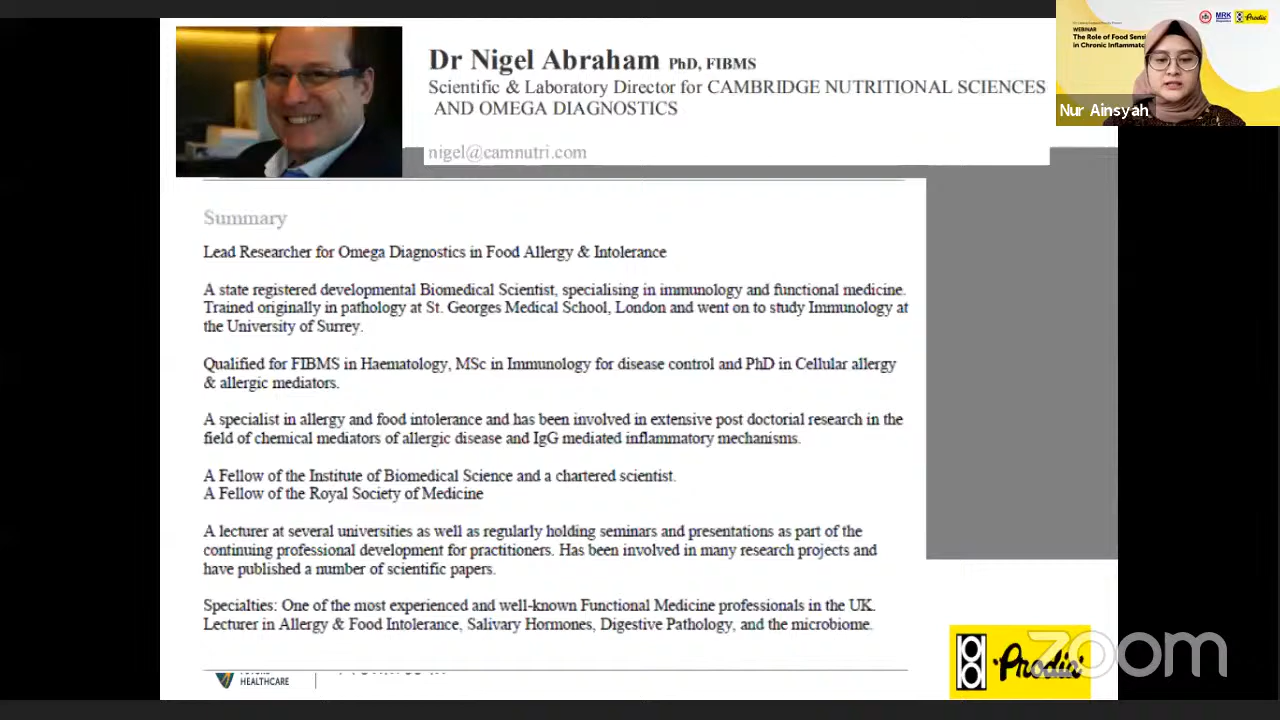 Dr Nigel Abraham PhD, FIBMS
Scientific & Laboratory Director for CAMBRIDGE NUTRITIONAL SCIENCES
AND OMEGA DIAGNOSTICS
nigel@camnutri.com
Summary
Lead Researcher for Omega Diagnostics in Food Allergy & Intolerance
A state registered developmental Biomedical Scientist, specialising in immunology and functional medicine.
Trained originally in pathology at St. Georges Medical School, London and went on to study Immunology at
the University of Surrey.
Qualified for FIBMS in Haematology, MSc in Immunology for disease control and PhD in Cellular allergy
& allergic mediators.
A specialist in allergy and food intolerance and has been involved in extensive post doctorial research in the
field of chemical mediators of allergic disease and IgG mediated inflammatory mechanisms.
A Fellow of the Institute of Biomedical Science and a chartered scientist.
A Fellow of the Royal Society of Medicine
A lecturer at several universities as well as regularly holding seminars and presentations as part of the
continuing professional development for practitioners. Has been involved in many research projects and
have published a number of scientific papers.
Specialties: One of the most experienced and well-known Functional Medicine professionals in the UK.
Lecturer in Allergy & Food Intolerance, Salivary Hormones, Digestive Pathology, and the microbiome.
HEALTHCARE
Prodia
zoom
MRK
Prodia
WEBINAR
The Role of Food
in Chronic
Nur Ainsyah